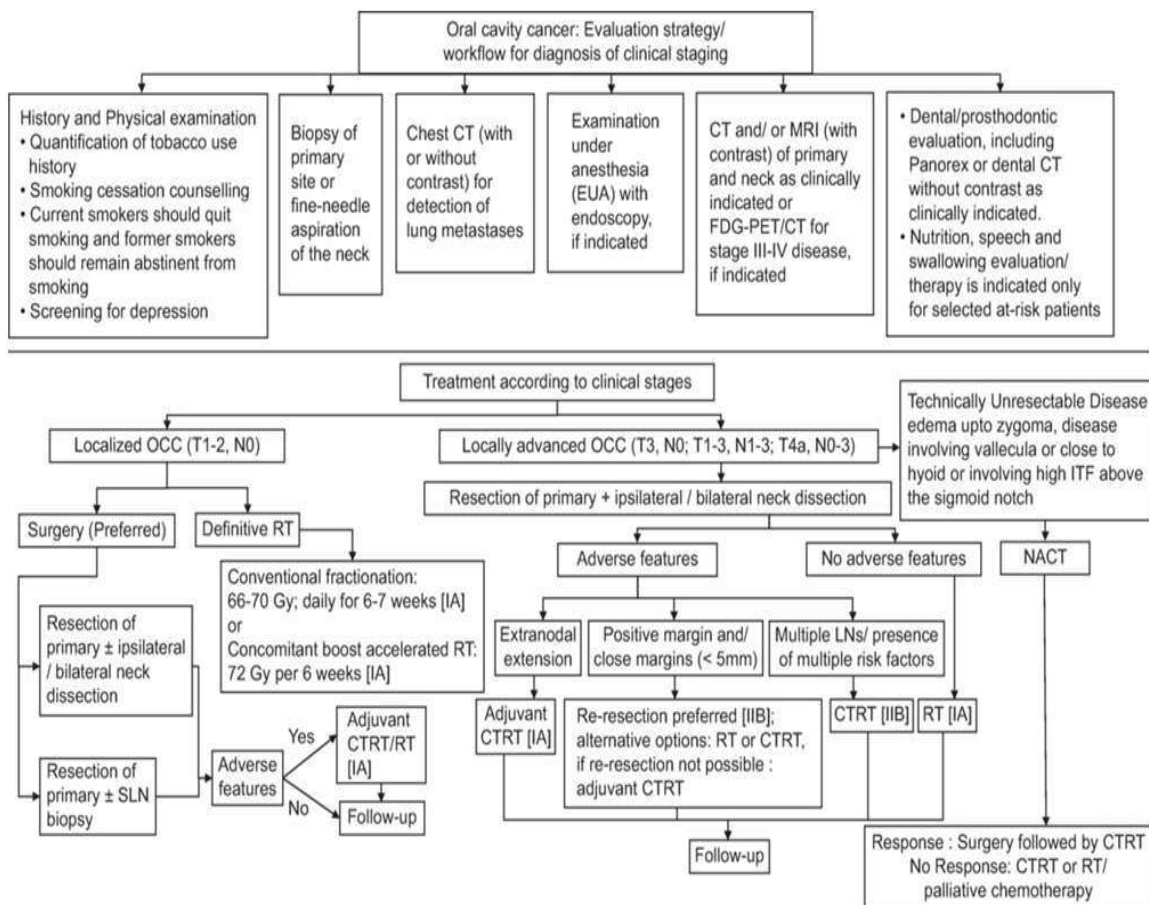 Oral cavity cancer: Evaluation strategy/
workflow for diagnosis of clinical staging
History and Physical examination
• Quantification of tobacco use
history
• Smoking cessation counselling
• Current smokers should quit
smoking and former smokers
should remain abstinent from
smoking
• Screening for depression
Biopsy of
primary
site or
fine-needle
aspiration
of the neck
Chest CT (with
or without
contrast) for
detection of
lung metastases
Examination
under
anesthesia
(EUA) with
endoscopy,
if indicated
CT and/ or MRI (with
contrast) of primary
and neck as clinically
indicated or
FDG-PET/CT for
stage III-IV disease,
if indicated
• Dental/prosthodontic
evaluation, including
Panorex or dental CT
without contrast as
clinically indicated.
• Nutrition, speech and
swallowing evaluation/
therapy is indicated only
for selected at-risk patients
Treatment according to clinical stages
Localized OCC (T1-2, N0)
Surgery (Preferred)
Definitive RT
Conventional fractionation:
66-70 Gy; daily for 6-7 weeks [IA]
or
Concomitant boost accelerated RT:
72 Gy per 6 weeks [IA]
Resection of
primary ± ipsilateral
/ bilateral neck
dissection
Resection of
primary ± SLN
biopsy
Adverse
features
Yes
No
Adjuvant
CTRT/RT
[IA]
Follow-up
Locally advanced OCC (T3, N0; T1-3, N1-3; T4a, N0-3)
Resection of primary + ipsilateral / bilateral neck dissection
Adverse features
No adverse features
Extranodal
extension
Positive margin and/
close margins (< 5mm)
Multiple LNs/ presence
of multiple risk factors
Adjuvant
CTRT [IA]
Re-resection preferred [IIB];
alternative options: RT or CTRT,
if re-resection not possible :
adjuvant CTRT
CTRT [IIB]
RT [IA]
Follow-up
Technically Unresectable Disease
edema upto zygoma, disease
involving vallecula or close to
hyoid or involving high ITF above
the sigmoid notch
NACT
Response : Surgery followed by CTRT
No Response: CTRT or RT/
palliative chemotherapy